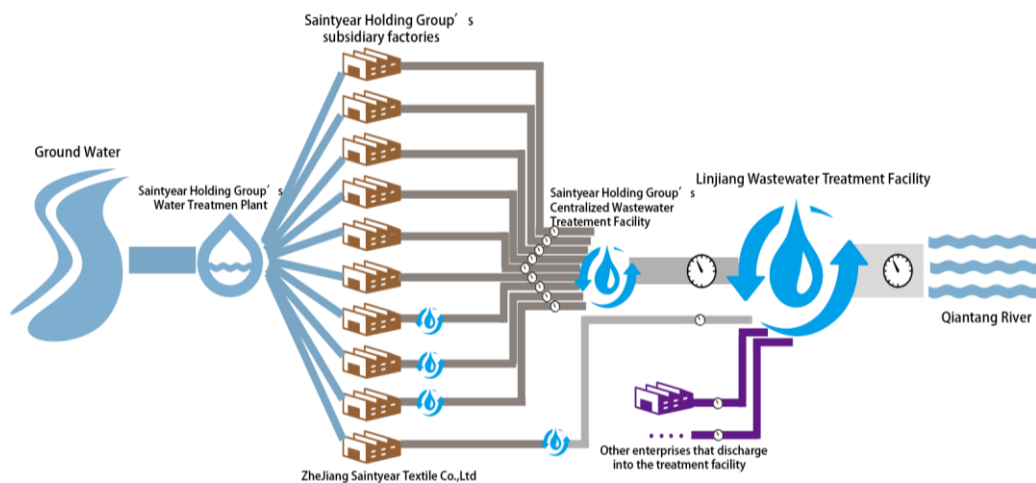 Saintyear Holding Group's
subsidiary factories
Ground Water
Saintyear Holding Group's
Water Treatmen Plant
Saintyear Holding Group's
Centralized Wastewater
Treatement Facility
Linjiang Wastewater Treatment Facility
Qiantang River
ZheJiang Saintyear Textile Co.,Ltd
Other enterprises that discharge
into the treatment facility